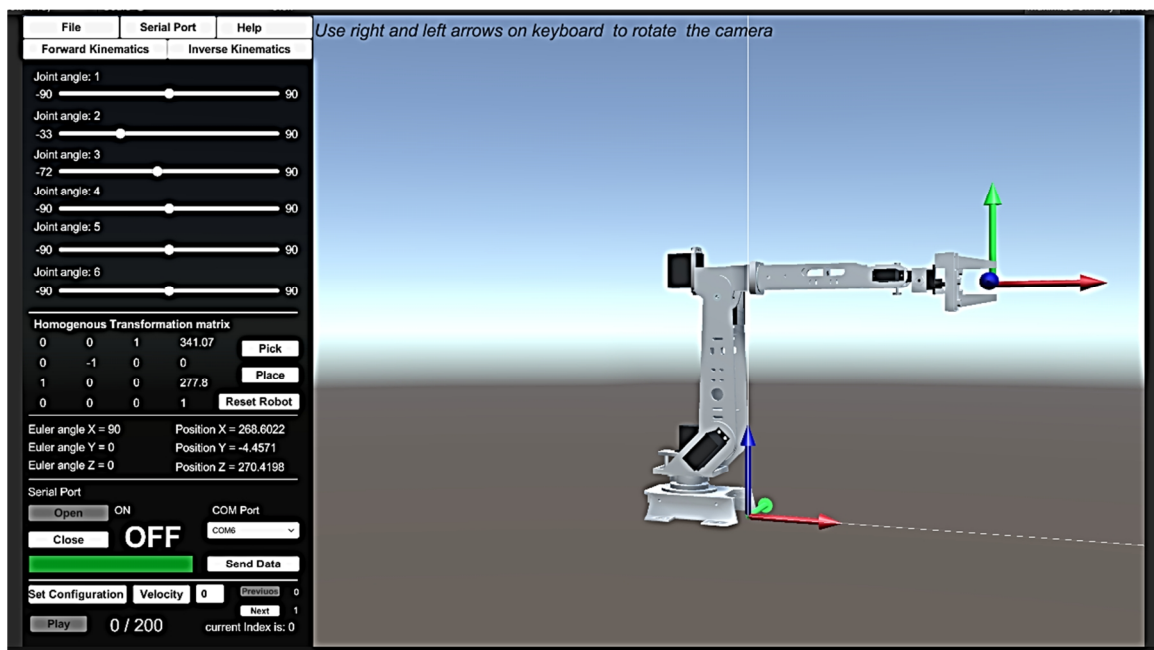 File Serial Port Help
Use right and left arrows on keyboard to rotate the camera
Forward Kinematics Inverse Kinematics
Joint angle: 1
-90 90
Joint angle: 2
-33 90
Joint angle: 3
-72 90
Joint angle: 4
-90 90
Joint angle: 5
-90 90
Joint angle: 6
-90 90
Homogenous Transformation matrix
0 0 1 341.07
Pick
0 -1 0 0
Place
1 0 0 277.8
0 0 0 1
Reset Robot
Euler angle X = 90 Position X = 268.6022
Euler angle Y = 0 Position Y = -4.4571
Euler angle Z = 0 Position Z = 270.4198
Serial Port
Open ON COM Port
Close OFF COM6
Send Data
Set Configuration Velocity 0 Previuos 0
Next 1
Play 0 / 200 current Index is: 0